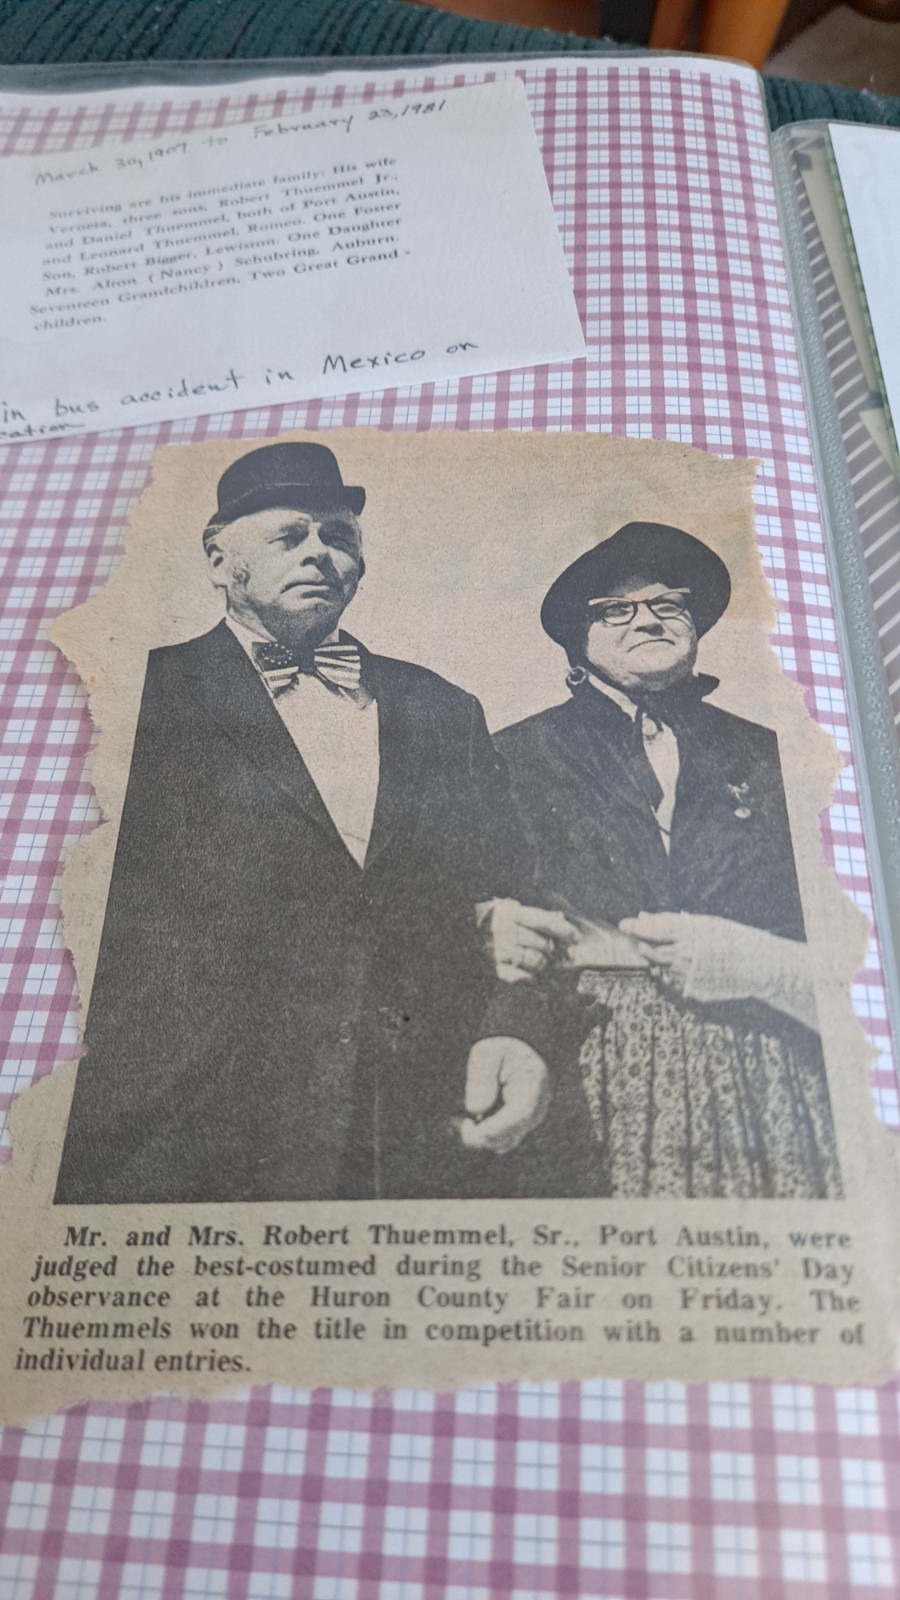 March 30, 1909 to February 23, 1981
Surviving are his immediate family: His wife
Verneta, three sons, Robert Thuemmel Jr.,
and Daniel Thuemmel, both of Port Austin,
and Leonard Thuemmel, Romeo. One Foster
Son, Robert Bigger, Lewiston. One Daughter
Mrs. Alton ( Nancy ) Schubring, Auburn.
Seventeen Grandchildren, Two Great Grand -
children.
in bus accident in Mexico on
Mr. and Mrs. Robert Thuemmel, Sr., Port Austin, were
judged the best-costumed during the Senior Citizens' Day
observance at the Huron County Fair on Friday. The
Thuemmels won the title in competition with a number of
individual entries.